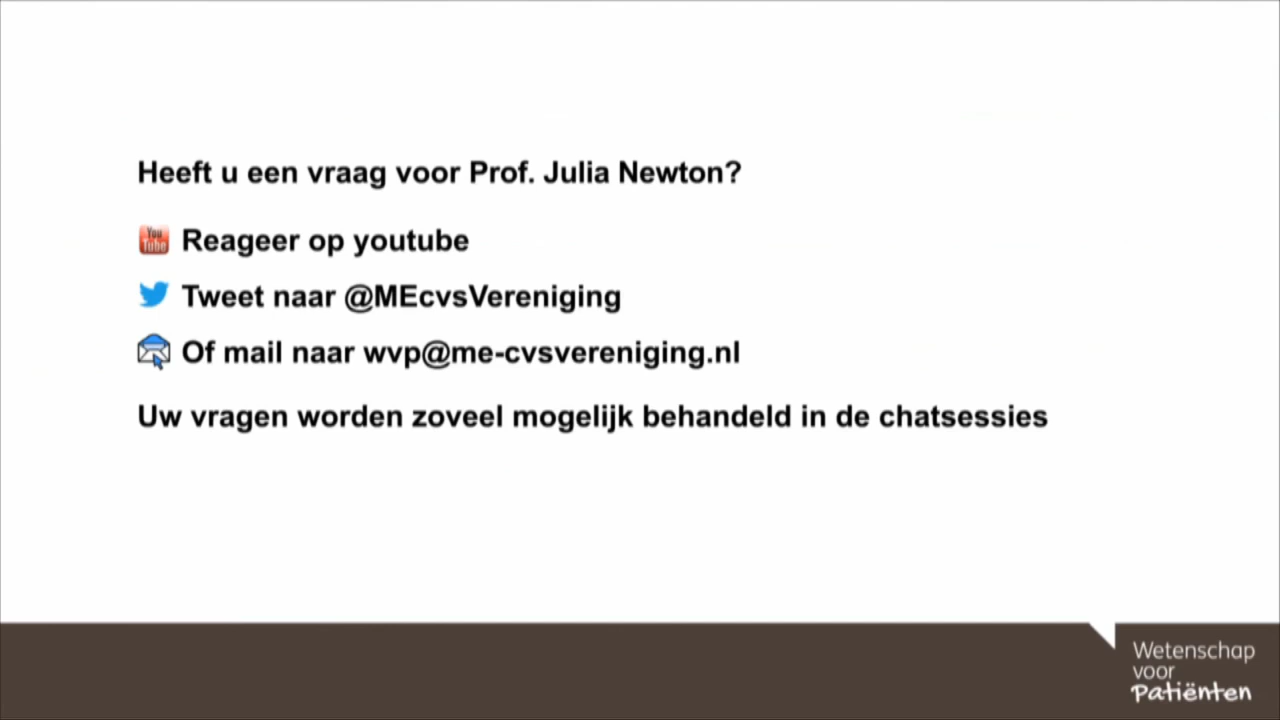 Heeft u een vraag voor Prof. Julia Newton?
You
Tube
Reageer op youtube
Tweet naar @MEcvsVereniging
Of mail naar wvp@me-cvsvereniging.nl
Uw vragen worden zoveel mogelijk behandeld in de chatsessies
Wetenschap
voor
Patiënten